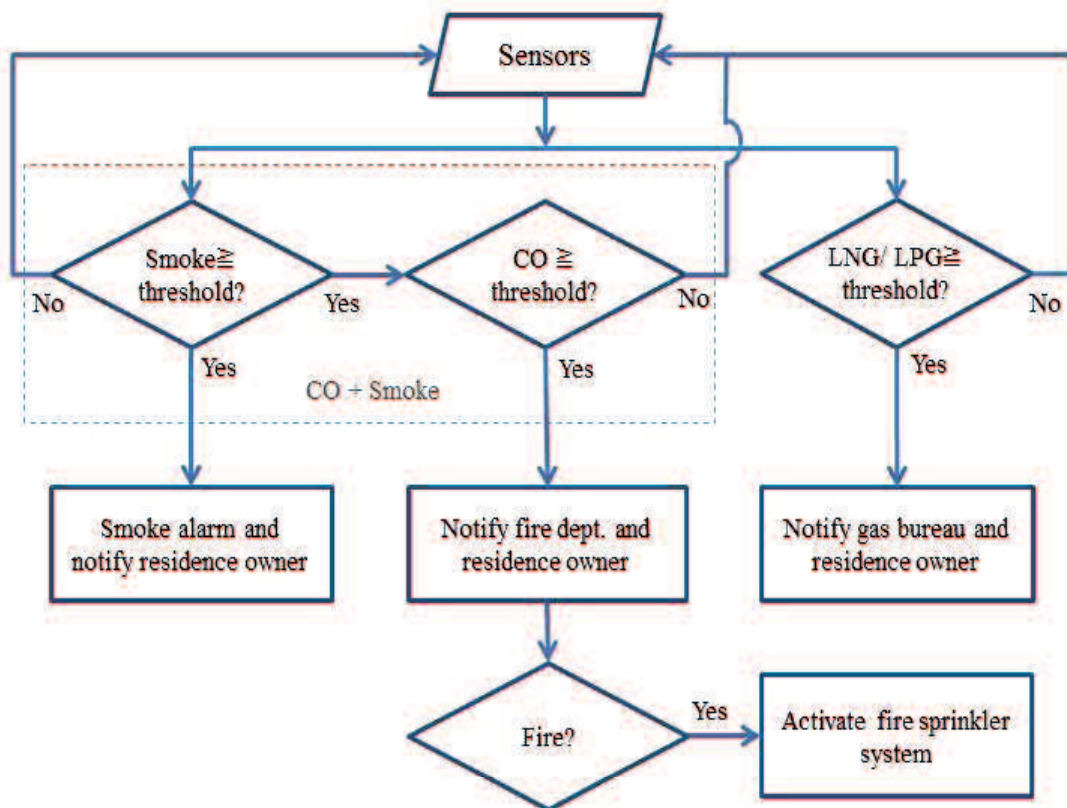 Sensors
Smoke≧
threshold?
CO ≧
threshold?
LNG/ LPG≧
threshold?
No
Yes
No
No
Yes
Yes
Yes
CO + Smoke
Smoke alarm and
notify residence owner
Notify fire dept. and
residence owner
Notify gas bureau and
residence owner
Fire?
Yes
Activate fire sprinkler
system